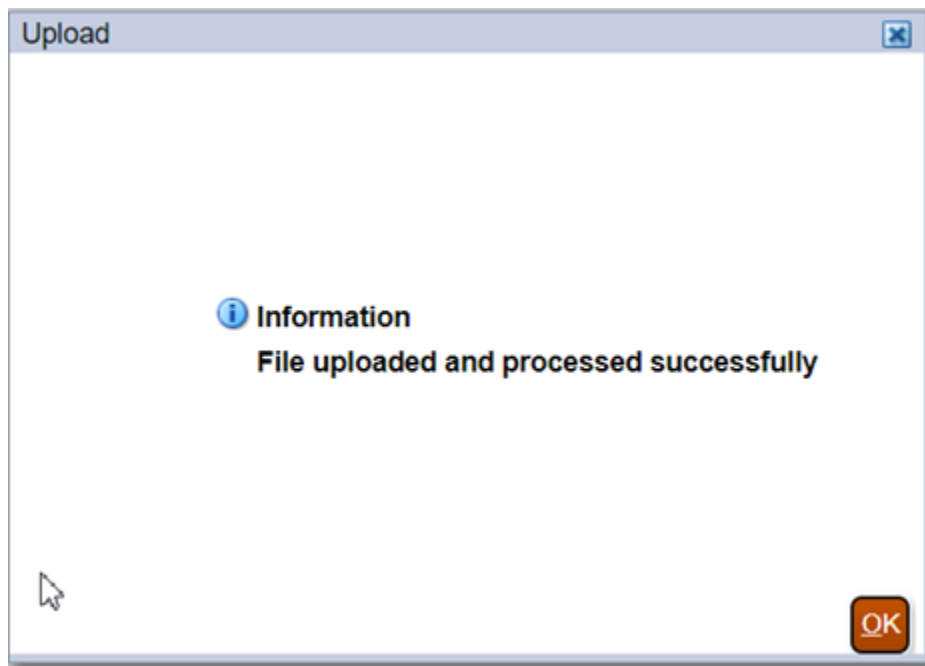 Upload
Information
File uploaded and processed successfully
OK